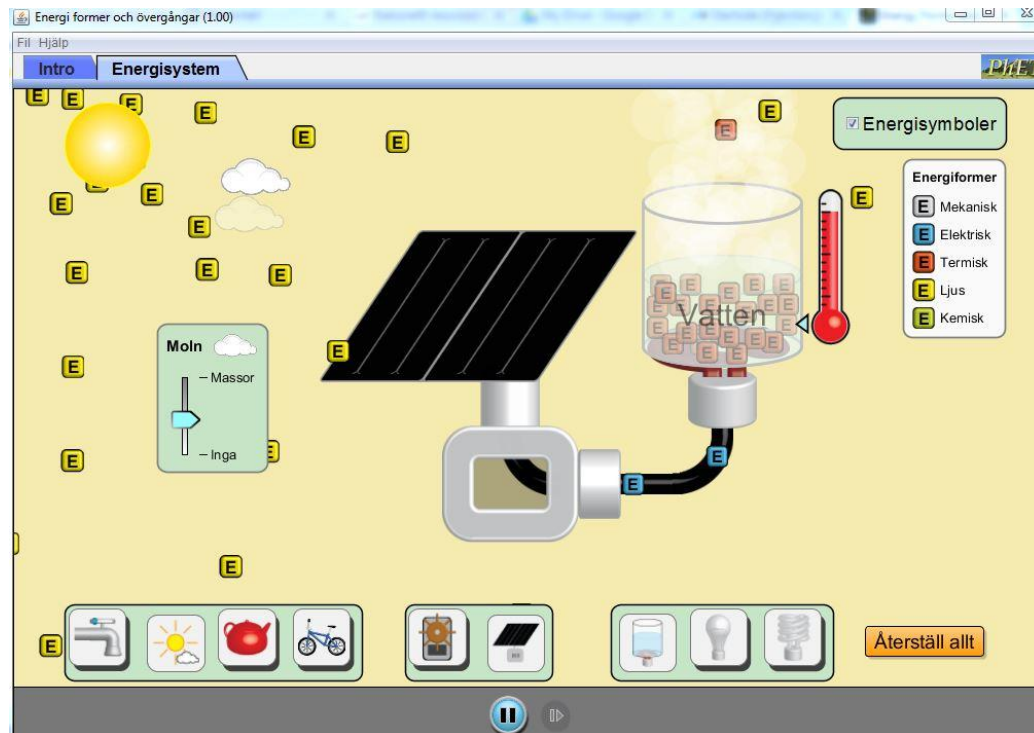 Energi former och övergångar (1.00)
Fil Hjälp
Intro
Energisystem
PhET
Energisymboler
Energiformer
E Mekanisk
E Elektrisk
E Termisk
E Ljus
E Kemisk
Vatten
Moln
– Massor
– Inga
Återställ allt